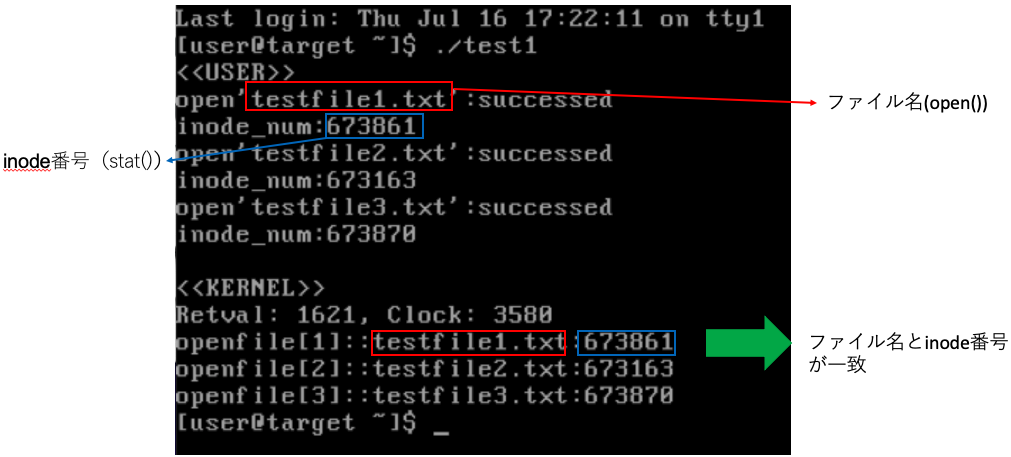 Last login: Thu Jul 16 17:22:11 on tty1
[user@target ~]$ ./test1
<<USER>>
open'testfile1.txt':successed
inode_num:673861
open'testfile2.txt':successed
inode_num:673163
open'testfile3.txt':successed
inode_num:673870
<<KERNEL>>
Retval: 1621, Clock: 3580
openfile[1]::testfile1.txt:673861
openfile[2]::testfile2.txt:673163
openfile[3]::testfile3.txt:673870
[user@target ~]$ _
ファイル名(open())
inode番号（stat())
ファイル名とinode番号
が一致